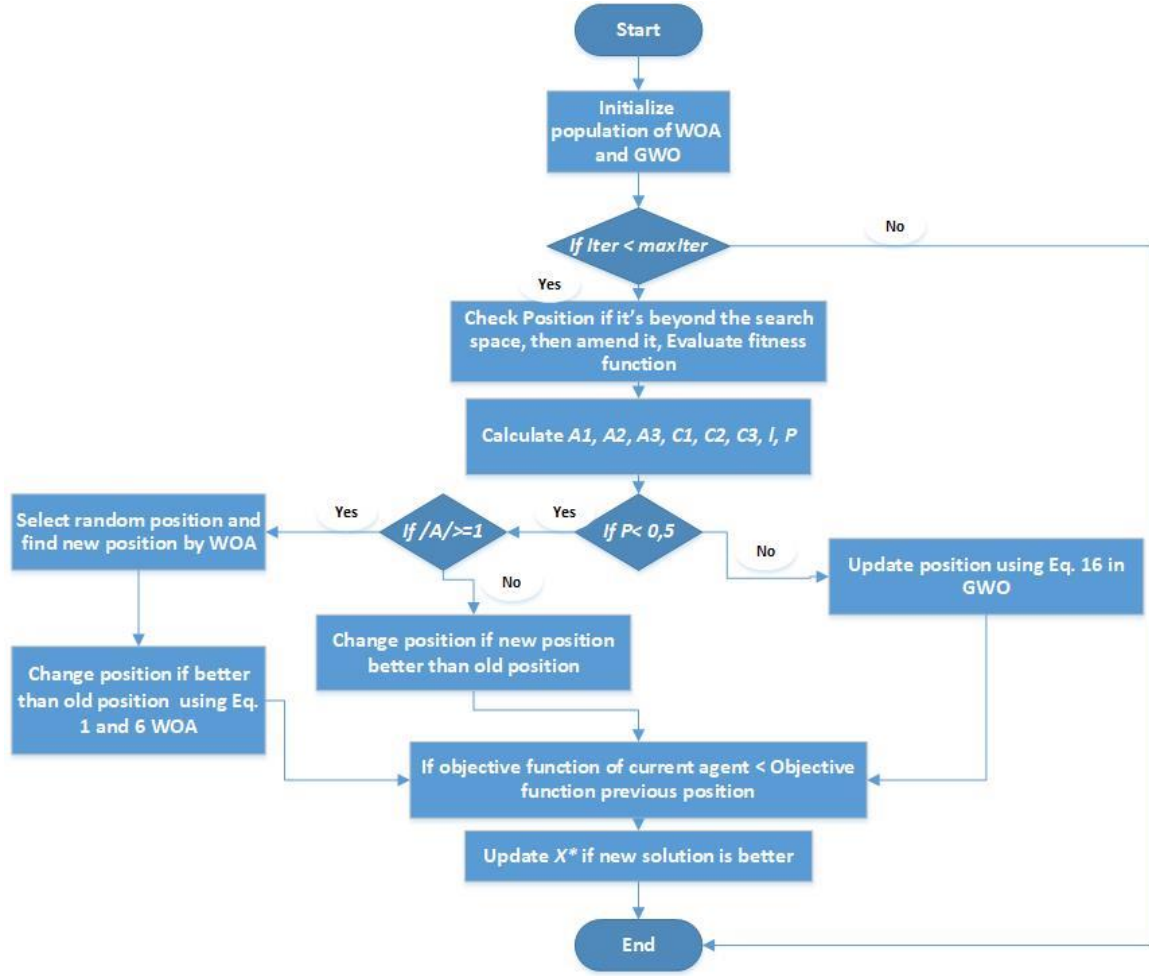 Start
Initialize
population of WOA
and GWO
If Iter < maxIter
No
Yes
Check Position if it's beyond the search
space, then amend it, Evaluate fitness
function
Calculate A1, A2, A3, C1, C2, C3, l, P
If P< 0,5
Yes
No
If /A/>=1
Yes
No
Select random position and
find new position by WOA
Update position using Eq. 16 in
GWO
Change position if new position
better than old position
Change position if better
than old position using Eq.
1 and 6 WOA
If objective function of current agent < Objective
function previous position
Update X* if new solution is better
End